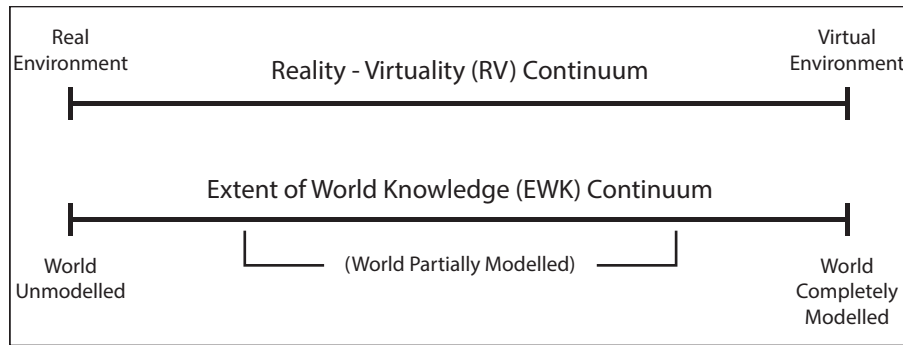 Real
Environment
Virtual
Environment
Reality - Virtuality (RV) Continuum
Extent of World Knowledge (EWK) Continuum
(World Partially Modelled)
World
Unmodelled
World
Completely
Modelled